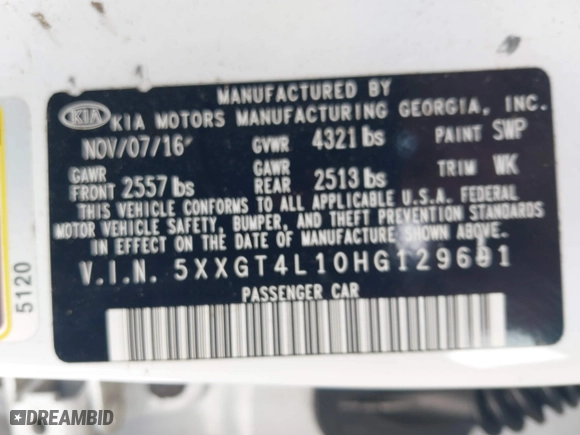 MANUFACTURED BY
KIA KIA MOTORS MANUFACTURING GEORGIA, INC.
NOV/07/16 GVWR 4321 lbs PAINT SWP
GAWR FRONT 2557 lbs GAWR REAR 2513 lbs TRIM WK
THIS VEHICLE CONFORMS TO ALL APPLICABLE U.S.A. FEDERAL
MOTOR VEHICLE SAFETY, BUMPER, AND THEFT PREVENTION STANDARDS
IN EFFECT ON THE DATE OF MANUFACTURE SHOWN ABOVE.
V.I.N. 5XXGT4L10HG129691
PASSENGER CAR
5120
DREAMBID